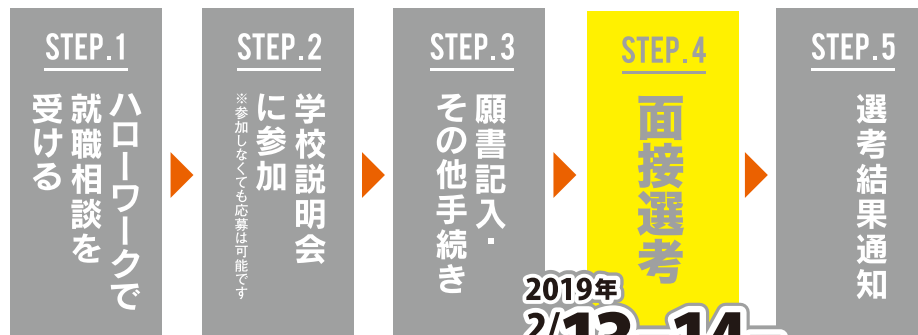 STEP.1
ハローワークで
就職相談を
受ける
STEP.2
学校説明会
に参加
※参加しなくても応募は可能です
STEP.3
願書記入・
その他手続き
STEP.4
面接選考
2019年
2/13 14
STEP.5
選考結果通知